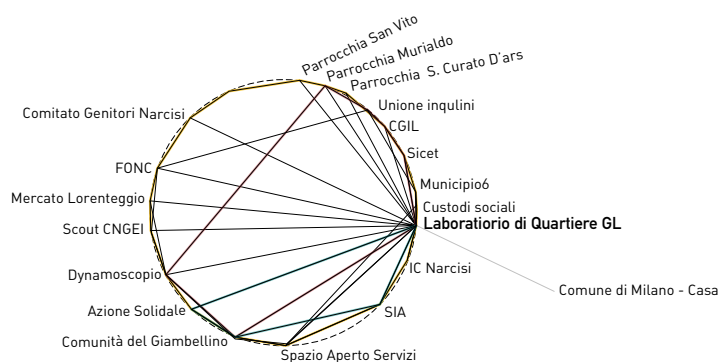 Parrocchia San Vito
Parrocchia Murialdo
Parrocchia S. Curato D'ars
Unione inqulini
CGIL
Sicet
Municipio6
Custodi sociali
Laboratiorio di Quartiere GL
IC Narcisi
Comune di Milano - Casa
SIA
Spazio Aperto Servizi
Comunità del Giambellino
Azione Solidale
Dynamoscopio
Scout CNGEI
Mercato Lorenteggio
FONC
Comitato Genitori Narcisi